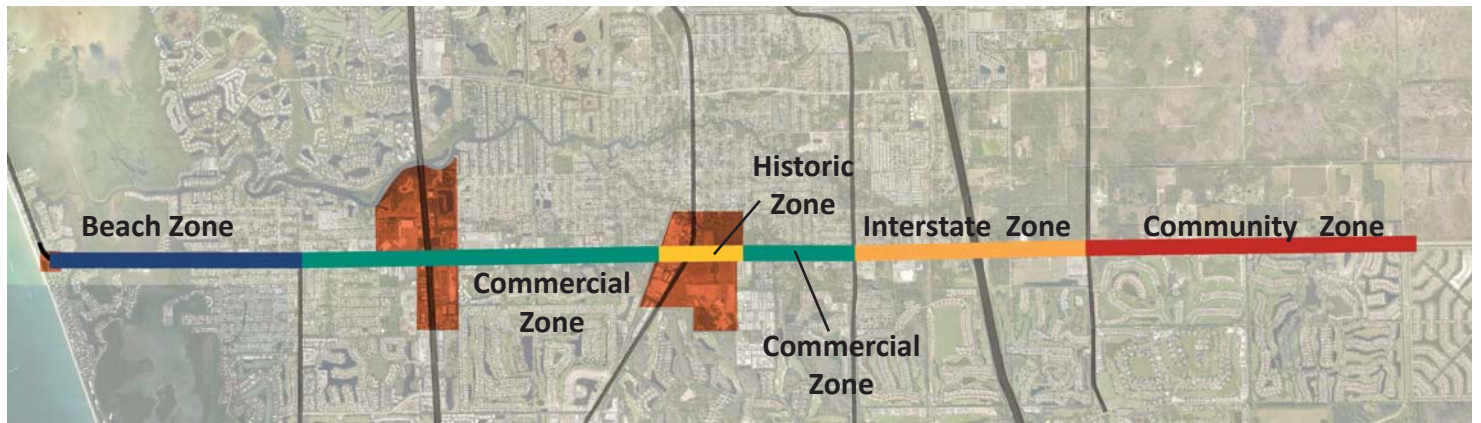 Beach Zone
Commercial
Zone
Historic
Zone
Commercial
Zone
Interstate Zone
Community Zone